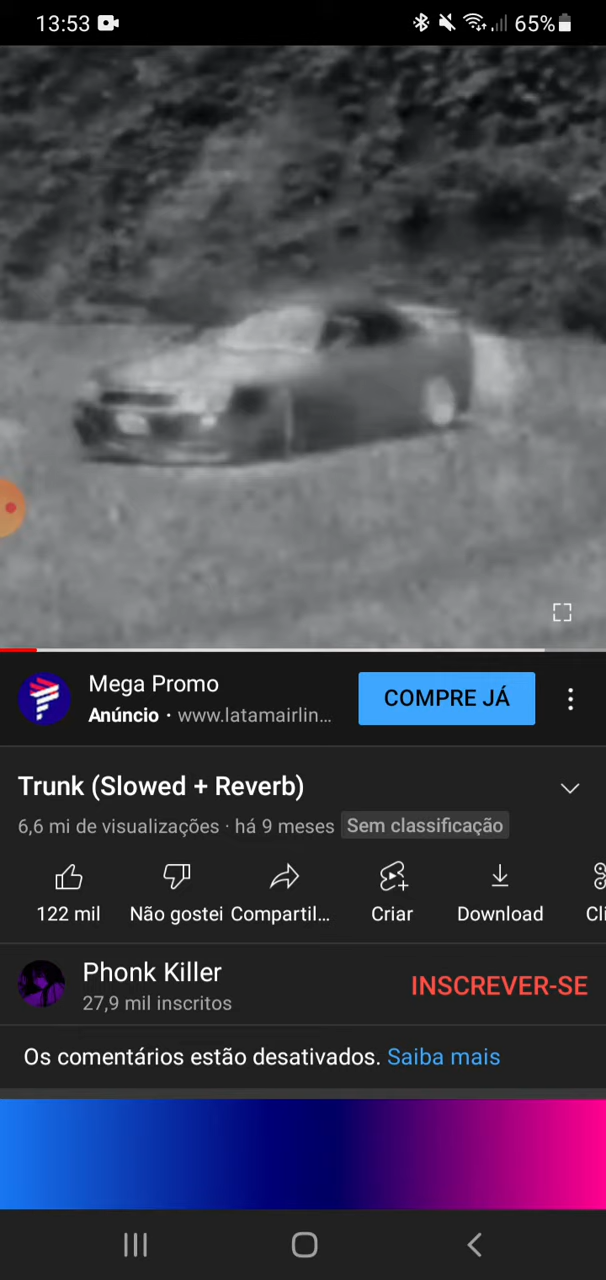 13:53
65%
Mega Promo
COMPRE JÁ
Anúncio · www.latamairlin...
Trunk (Slowed + Reverb)
6,6 mi de visualizações · há 9 meses Sem classificação
122 mil Não gostei Compartil... Criar Download Cli
Phonk Killer
INSCREVER-SE
27,9 mil inscritos
Os comentários estão desativados. Saiba mais